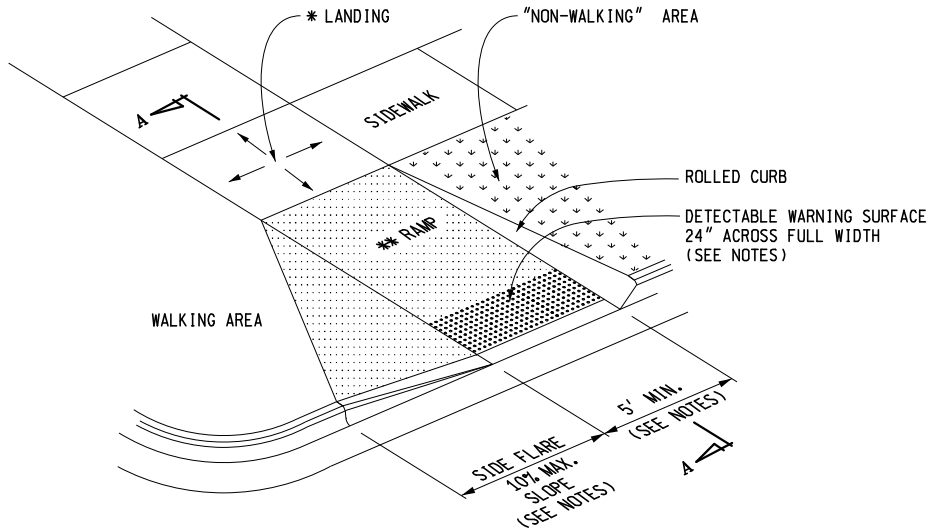 * LANDING
"NON-WALKING" AREA
A
SIDEWALK
ROLLED CURB
DETECTABLE WARNING SURFACE
24" ACROSS FULL WIDTH
(SEE NOTES)
** RAMP
WALKING AREA
5' MIN.
(SEE NOTES)
SIDE FLARE
10% MAX.
SLOPE
(SEE NOTES)
A